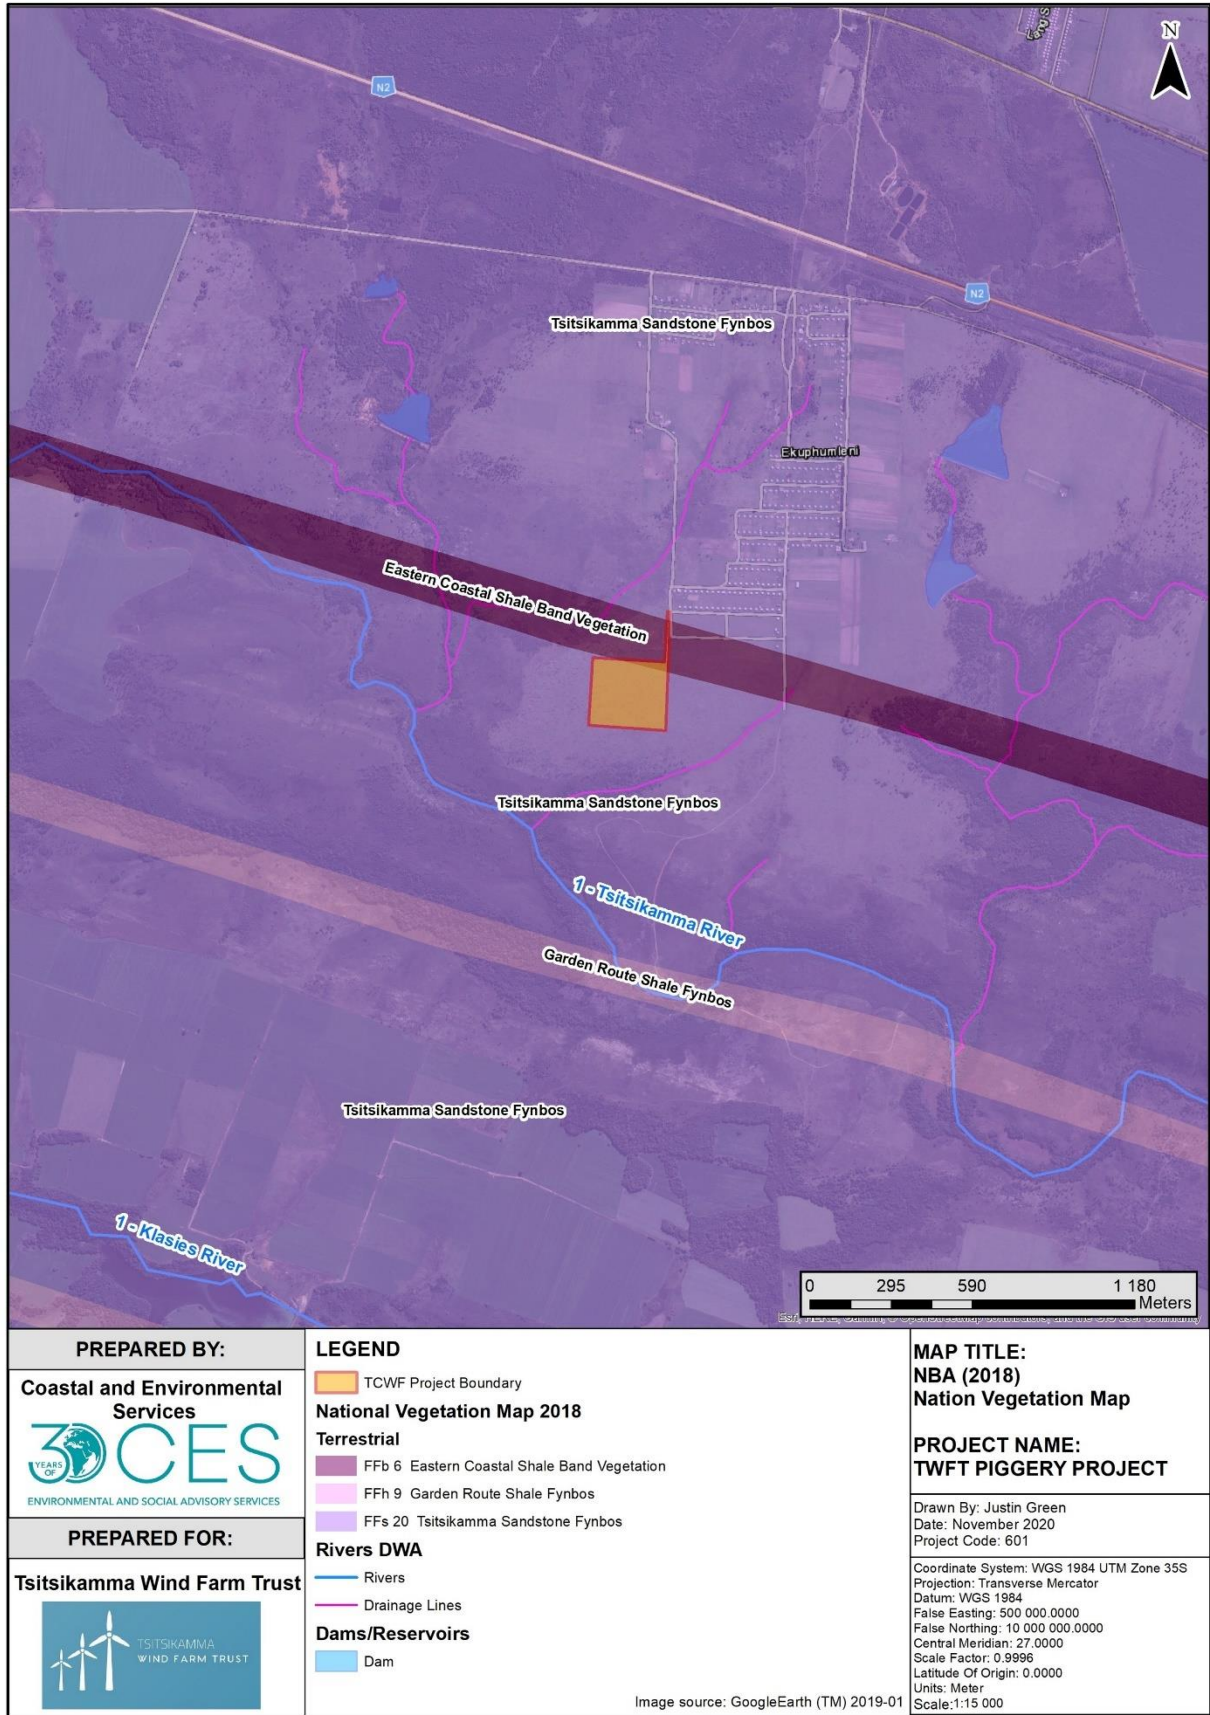 N
N2
N2
Tsitsikamma Sandstone Fynbos
Ekuphumleni
Eastern Coastal Shale Band Vegetation
Tsitsikamma Sandstone Fynbos
1 - Tsitsikamma River
Garden Route Shale Fynbos
Tsitsikamma Sandstone Fynbos
1 - Klasies River
0 295 590 1 180
Meters
PREPARED BY:
Coastal and Environmental
Services
30 CES
YEARS
OF
ENVIRONMENTAL AND SOCIAL ADVISORY SERVICES
PREPARED FOR:
Tsitsikamma Wind Farm Trust
TSITSIKAMMA
WIND FARM TRUST
LEGEND
TCWF Project Boundary
National Vegetation Map 2018
Terrestrial
FFb 6 Eastern Coastal Shale Band Vegetation
FFh 9 Garden Route Shale Fynbos
FFs 20 Tsitsikamma Sandstone Fynbos
Rivers DWA
Rivers
Drainage Lines
Dams/Reservoirs
Dam
Image source: GoogleEarth (TM) 2019-01
MAP TITLE:
NBA (2018)
Nation Vegetation Map
PROJECT NAME:
TWFT PIGGERY PROJECT
Drawn By: Justin Green
Date: November 2020
Project Code: 601
Coordinate System: WGS 1984 UTM Zone 35S
Projection: Transverse Mercator
Datum: WGS 1984
False Easting: 500 000.0000
False Northing: 10 000 000.0000
Central Meridian: 27.0000
Scale Factor: 0.9996
Latitude Of Origin: 0.0000
Units: Meter
Scale:1:15 000